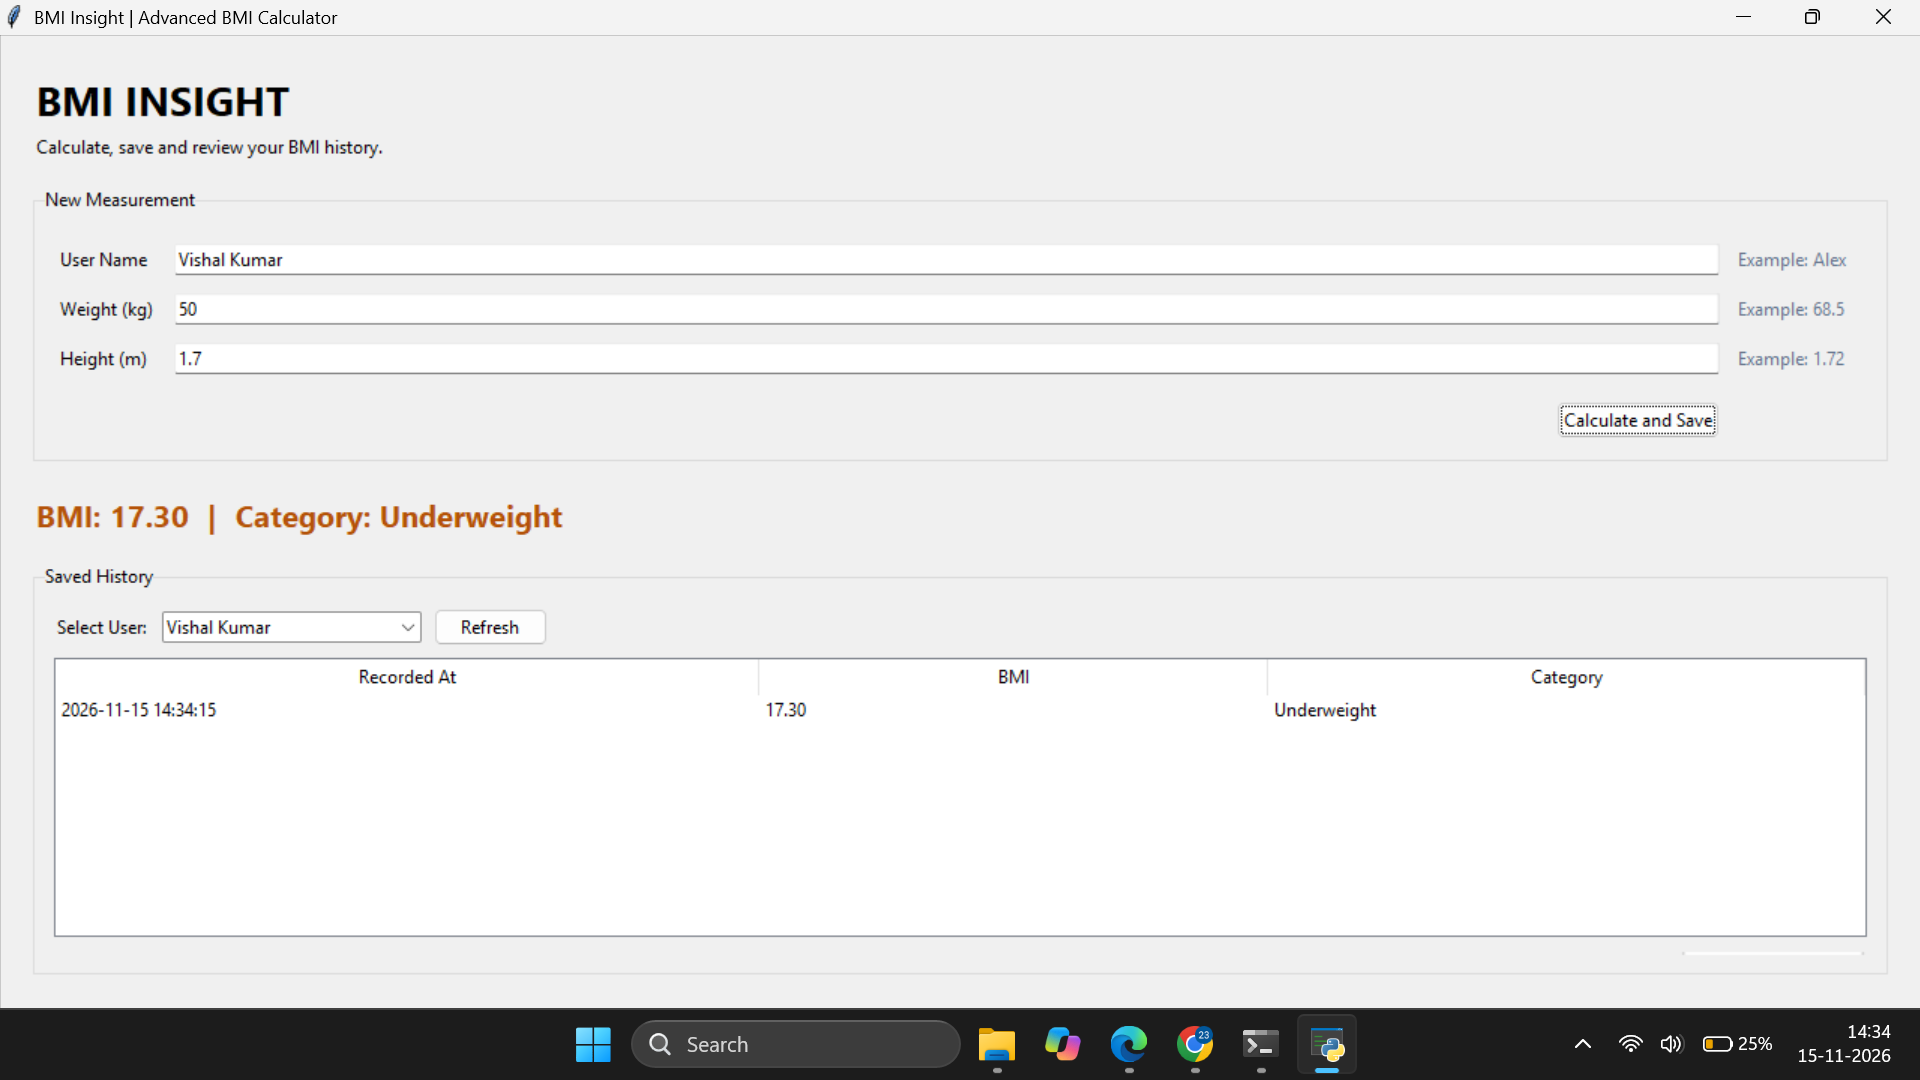 BMI Insight | Advanced BMI Calculator
BMI INSIGHT
Calculate, save and review your BMI history.
New Measurement
User Name Vishal Kumar Example: Alex
Weight (kg) 50 Example: 68.5
Height (m) 1.7 Example: 1.72
Calculate and Save
BMI: 17.30 | Category: Underweight
Saved History
Select User: Vishal Kumar Refresh
Recorded At BMI Category
2026-11-15 14:34:15 17.30 Underweight
Search 23 25% 14:34
15-11-2026